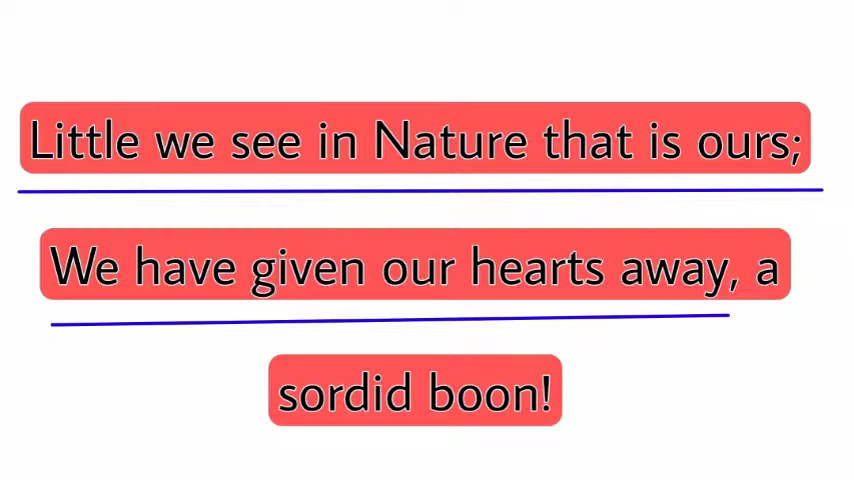 Little we see in Nature that is ours;
We have given our hearts away, a
sordid boon!